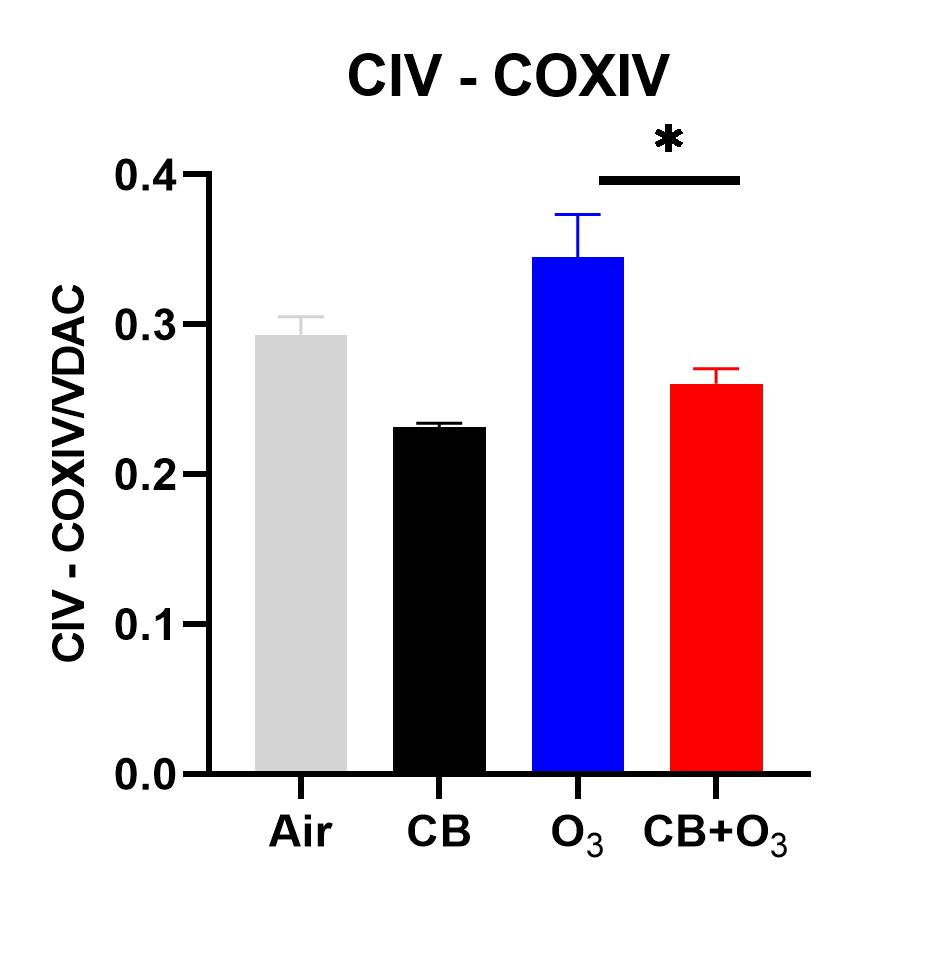 CIV - COXIV
*
0.4
0.3
0.2
0.1
0.0
CIV - COXIV/VDAC
Air CB O₃ CB+O₃